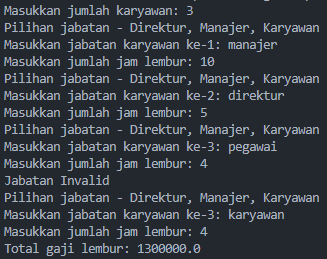 Masukkan jumlah karyawan: 3
Pilihan jabatan - Direktur, Manajer, Karyawan
Masukkan jabatan karyawan ke-1: manajer
Masukkan jumlah jam lembur: 10
Pilihan jabatan - Direktur, Manajer, Karyawan
Masukkan jabatan karyawan ke-2: direktur
Masukkan jumlah jam lembur: 5
Pilihan jabatan - Direktur, Manajer, Karyawan
Masukkan jabatan karyawan ke-3: pegawai
Masukkan jumlah jam lembur: 4
Jabatan Invalid
Pilihan jabatan - Direktur, Manajer, Karyawan
Masukkan jabatan karyawan ke-3: karyawan
Masukkan jumlah jam lembur: 4
Total gaji lembur: 1300000.0